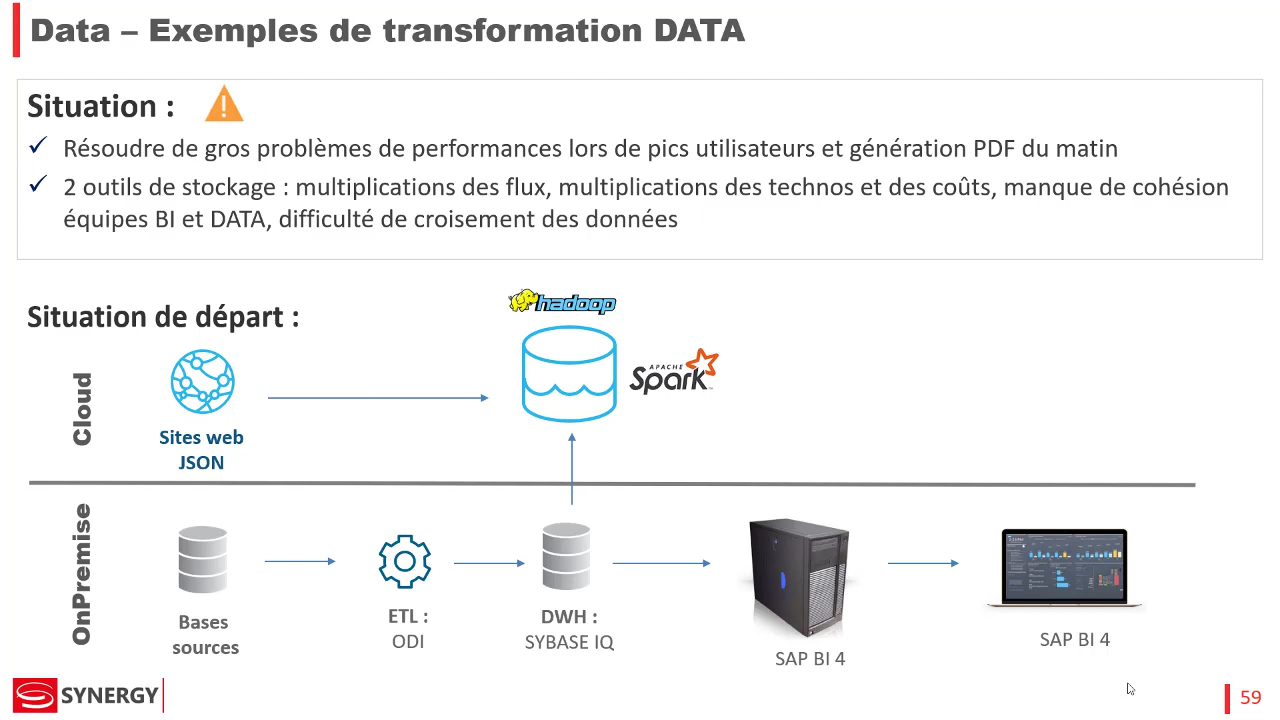 Data – Exemples de transformation DATA
Situation :
Résoudre de gros problèmes de performances lors de pics utilisateurs et génération PDF du matin
2 outils de stockage : multiplications des flux, multiplications des technos et des coûts, manque de cohésion
équipes BI et DATA, difficulté de croisement des données
Situation de départ :
hadoop
APACHE
Spark
Cloud
Sites web
JSON
OnPremise
Bases
sources
ETL :
ODI
DWH :
SYBASE IQ
SAP BI 4
SAP BI 4
SYNERGY
59